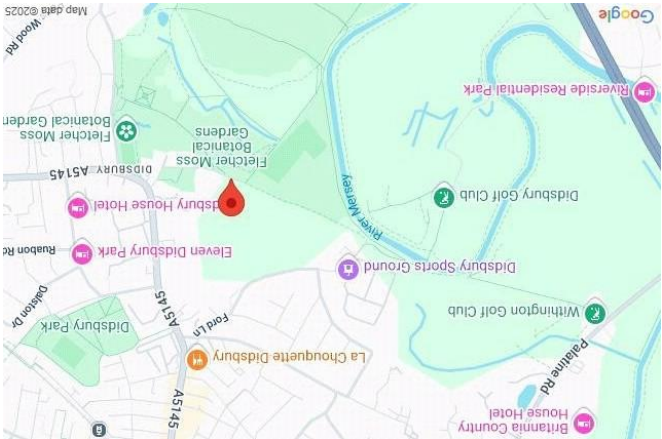 Britannia Country
House Hotel
Palatine Rd
A5145
La Chouquette Didsbury
Withington Golf Club
Ford Ln
Didsbury Park
Didsbury Sports Ground
A5145
Dalston Dr
Eleven Didsbury Park
Ruabon Rd
River Mersey
Didsbury Golf Club
dsbury House Hotel
DIDSBURY A5145
Fletcher Moss
Botanical
Gardens
Fletcher Moss
Botanical Garden
Riverside Residential Park
Wood Rd
Google
Map data ©2025